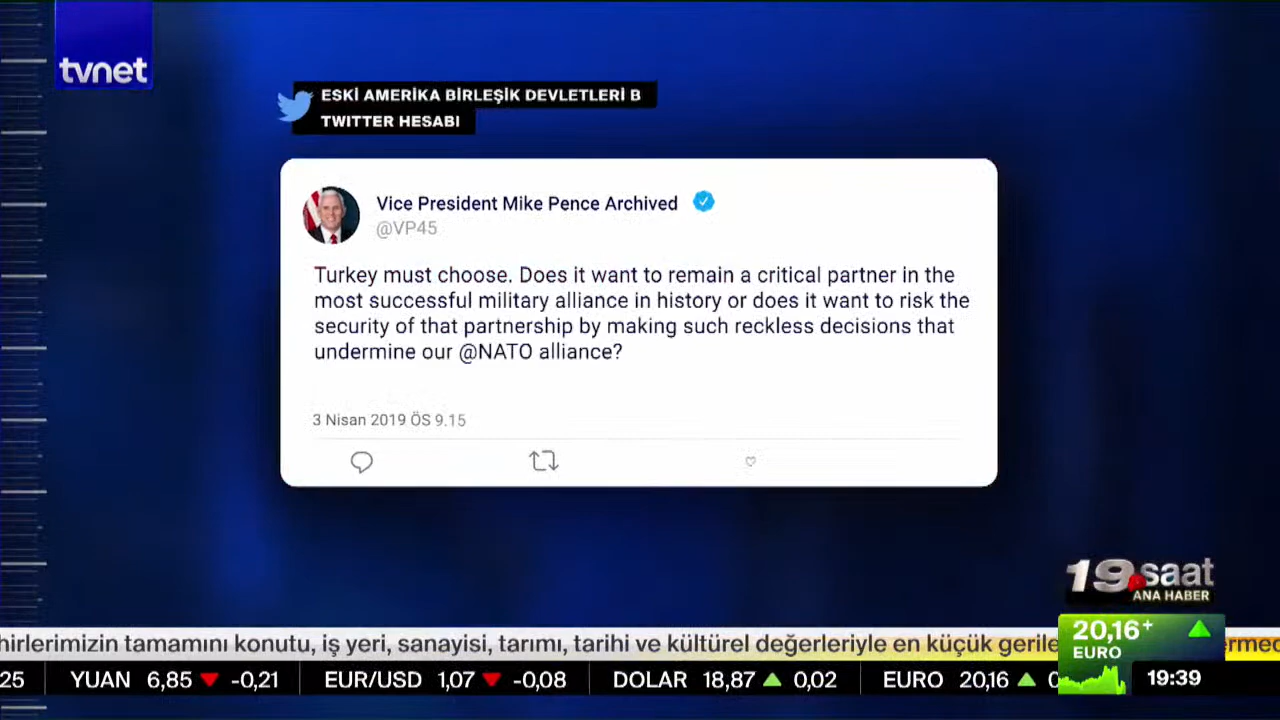 tvnet
ESKİ AMERİKA BİRLEŞİK DEVLETLERİ B
TWITTER HESABI
Vice President Mike Pence Archived
@VP45
Turkey must choose. Does it want to remain a critical partner in the
most successful military alliance in history or does it want to risk the
security of that partnership by making such reckless decisions that
undermine our @NATO alliance?
3 Nisan 2019 ÖS 9.15
19 saat
ANA HABER
hirlerimizin tamamını konutu, iş yeri, sanayisi, tarımı, tarihi ve kültürel değerleriyle en küçük gerile
ermed
20,16+
EURO
25 YUAN 6,85 -0,21 EUR/USD 1,07 -0,08 DOLAR 18,87 0,02 EURO 20,16 0
19:39